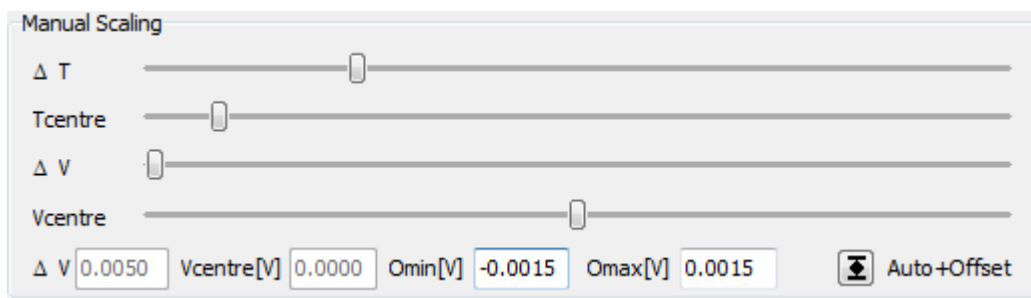 Manual Scaling
Δ T
Tcentre
Δ V
Vcentre
Δ V 0.0050 Vcentre[V] 0.0000 Omin[V] -0.0015 Omax[V] 0.0015 Auto+Offset